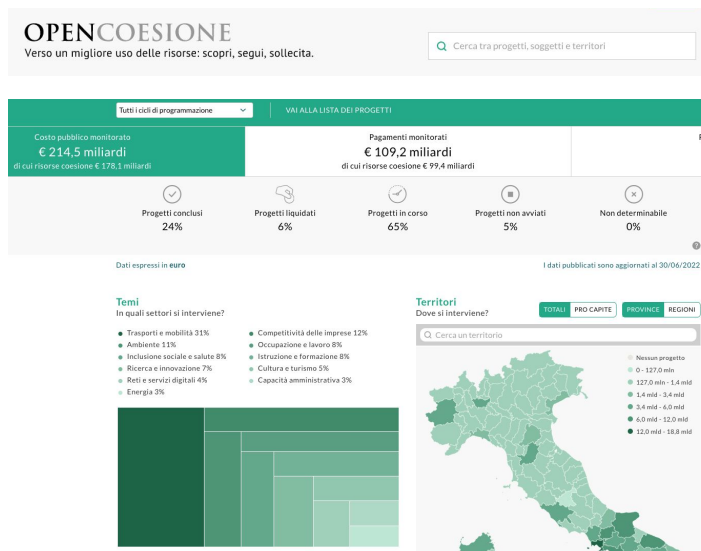 OPENCOESIONE
Verso un migliore uso delle risorse: scopri, segui, sollecita.
Cerca tra progetti, soggetti e territori
Tutti i cicli di programmazione
VAI ALLA LISTA DEI PROGETTI
Costo pubblico monitorato
€ 214,5 miliardi
di cui risorse coesione € 178,1 miliardi
Pagamenti monitorati
€ 109,2 miliardi
di cui risorse coesione € 99,4 miliardi
Progetti conclusi
24%
Progetti liquidati
6%
Progetti in corso
65%
Progetti non avviati
5%
Non determinabile
0%
Dati espressi in euro
I dati pubblicati sono aggiornati al 30/06/2022
Temi
In quali settori si interviene?
Trasporti e mobilità 31%
Ambiente 11%
Inclusione sociale e salute 8%
Ricerca e innovazione 7%
Reti e servizi digitali 4%
Energia 3%
Competitività delle imprese 12%
Occupazione e lavoro 8%
Istruzione e formazione 8%
Cultura e turismo 5%
Capacità amministrativa 3%
Territori
Dove si interviene?
TOTALI
PRO CAPITE
PROVINCE
REGIONI
Cerca un territorio
Nessun progetto
0 - 127,0 mln
127,0 mln - 1,4 mld
1,4 mld - 3,4 mld
3,4 mld - 6,0 mld
6,0 mld - 12,0 mld
12,0 mld - 18,8 mld